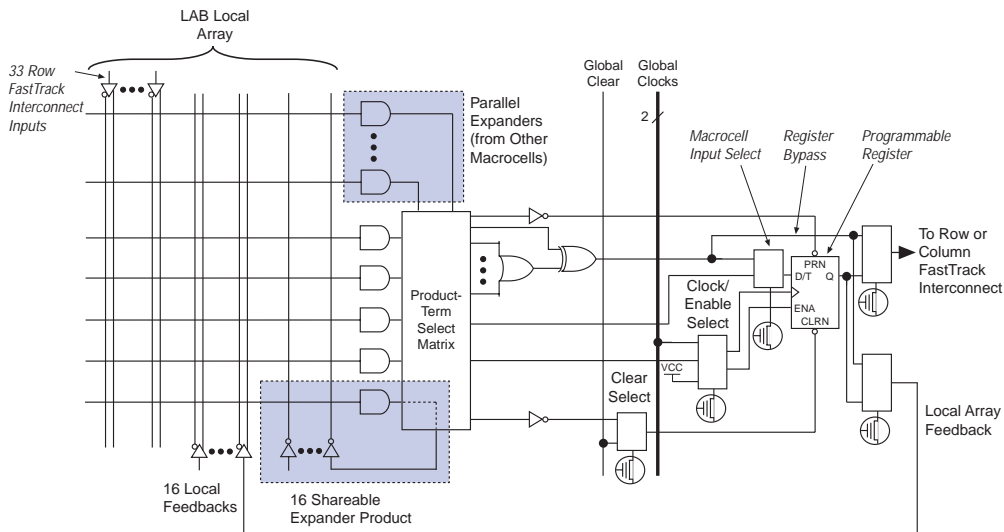 LAB Local
Array
33 Row
FastTrack
Interconnect
Inputs
Parallel
Expanders
(from Other
Macrocells)
Global
Clear
Global
Clocks
2
Macrocell
Input Select
Register
Bypass
Programmable
Register
To Row or
Column
FastTrack
Interconnect
PRN
D/T
Q
ENA
CLRN
Product-
Term
Select
Matrix
Clock/
Enable
Select
VCC
Clear
Select
Local Array
Feedback
16 Local
Feedbacks
16 Shareable
Expander Product